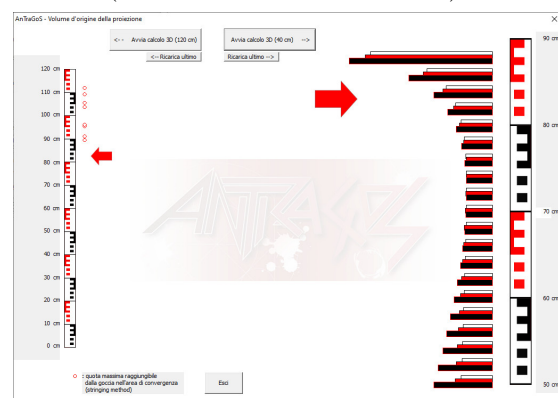 AnTraGoS - Volume d'origine della proiezione
<-- Avvia calcolo 3D (120 cm)
Avvia calcolo 3D (40 cm) -->
<-- Ricarica ultimo
Ricarica ultimo -->
120 cm
110 cm
100 cm
90 cm
80 cm
70 cm
60 cm
50 cm
40 cm
30 cm
20 cm
10 cm
0 cm
90 cm
80 cm
70 cm
60 cm
50 cm
ANTRAGOS
: quota massima raggiungibile
dalla goccia nell'area di convergenza
(stringing method)
Esci